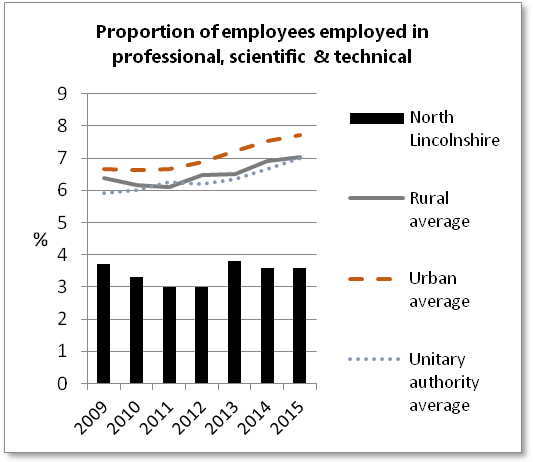 Proportion of employees employed in
professional, scientific & technical
9
8
7
6
5
4
3
2
1
0
%
2009
2010
2011
2012
2013
2014
2015
North
Lincolnshire
Rural
average
Urban
average
Unitary
authority
average